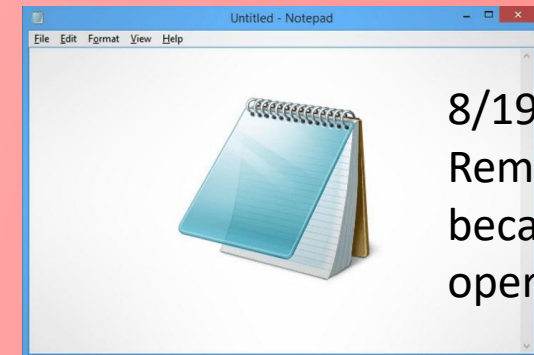 Untitled - Notepad
File Edit Format View Help
8/19
Rem
beca
oper